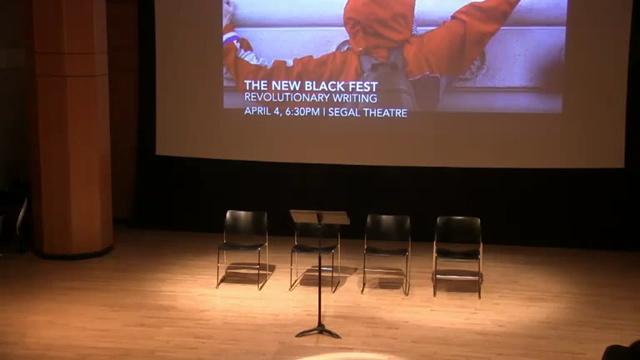 THE NEW BLACK FEST
REVOLUTIONARY WRITING
APRIL 4, 6:30PM | SEGAL THEATRE